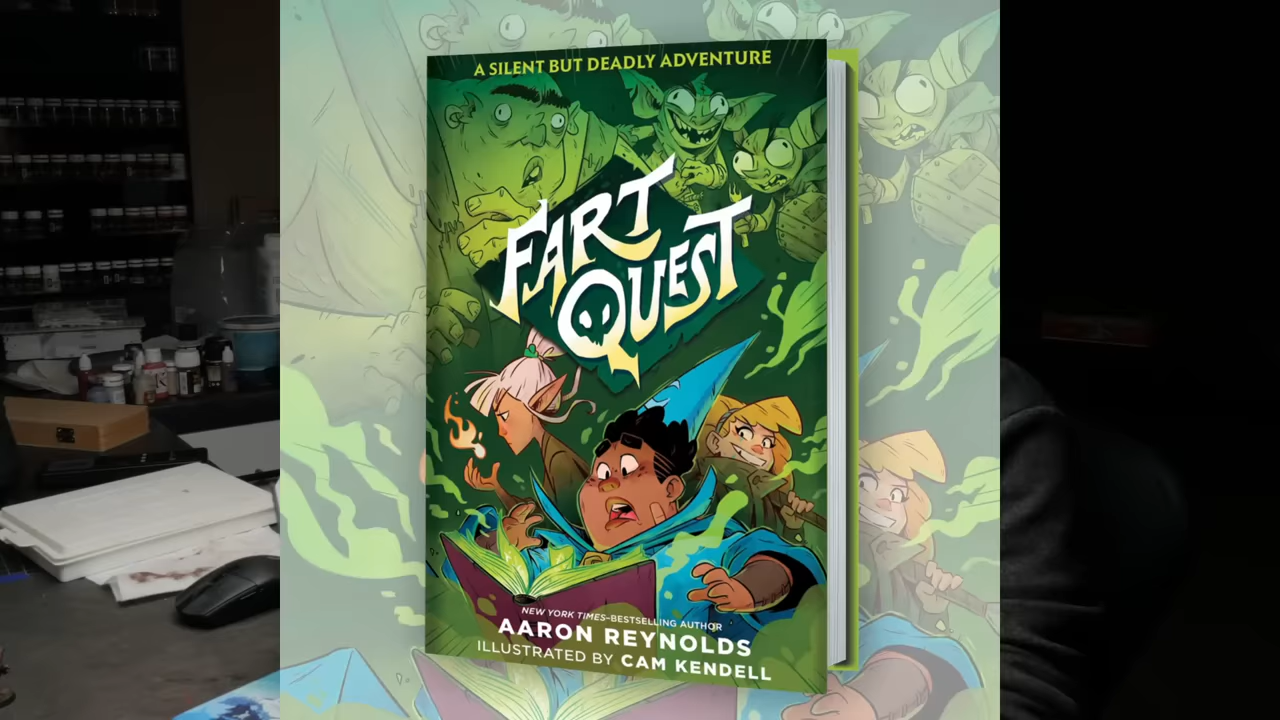 A SILENT BUT DEADLY ADVENTURE
FART
QUEST
NEW YORK TIMES–BESTSELLING AUTHOR
AARON REYNOLDS
ILLUSTRATED BY CAM KENDELL